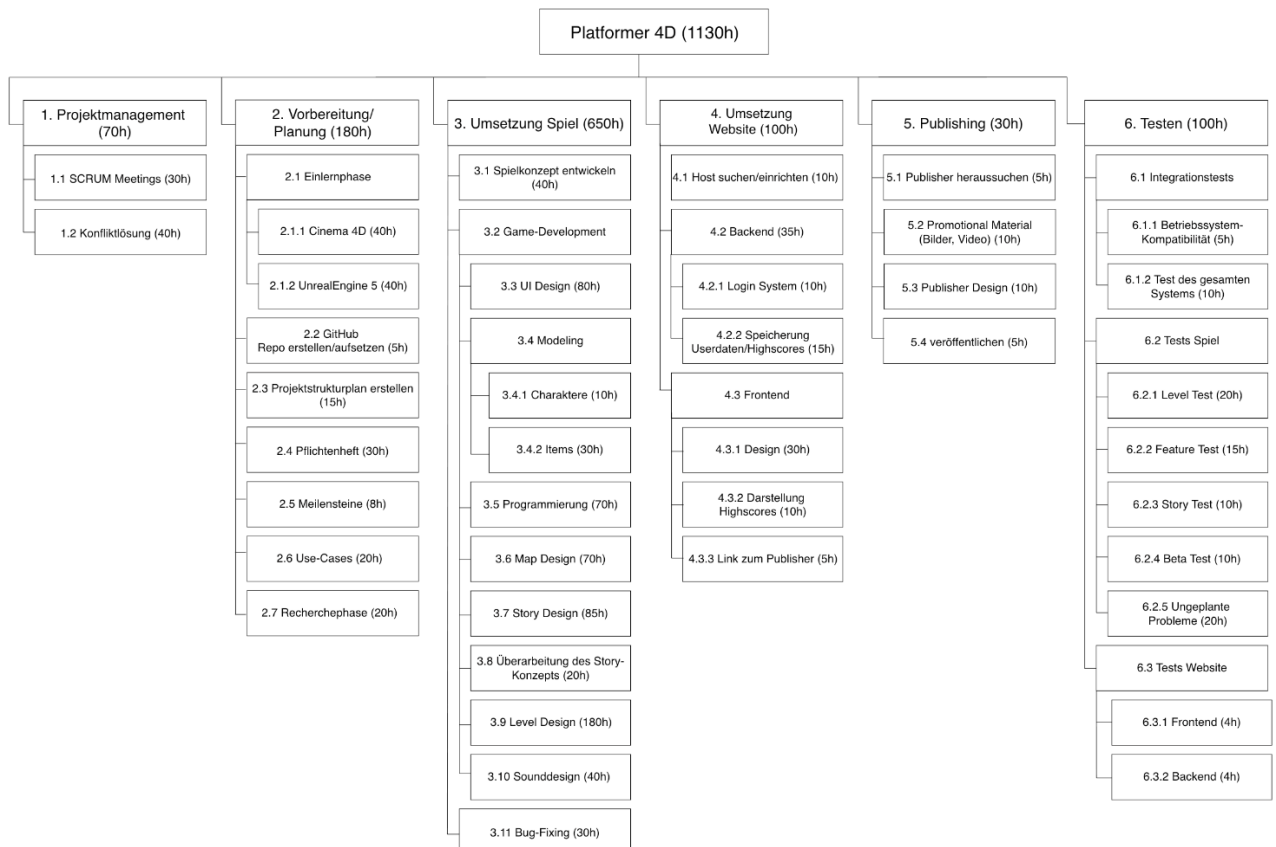 Platformer 4D (1130h)
1. Projektmanagement
(70h)
1.1 SCRUM Meetings (30h)
1.2 Konfliktlösung (40h)
2. Vorbereitung/
Planung (180h)
2.1 Einlernphase
2.1.1 Cinema 4D (40h)
2.1.2 UnrealEngine 5 (40h)
2.2 GitHub
Repo erstellen/aufsetzen (5h)
2.3 Projektstrukturplan erstellen
(15h)
2.4 Pflichtenheft (30h)
2.5 Meilensteine (8h)
2.6 Use-Cases (20h)
2.7 Recherchephase (20h)
3. Umsetzung Spiel (650h)
3.1 Spielkonzept entwickeln
(40h)
3.2 Game-Development
3.3 UI Design (80h)
3.4 Modeling
3.4.1 Charaktere (10h)
3.4.2 Items (30h)
3.5 Programmierung (70h)
3.6 Map Design (70h)
3.7 Story Design (85h)
3.8 Überarbeitung des Story-
Konzepts (20h)
3.9 Level Design (180h)
3.10 Sounddesign (40h)
3.11 Bug-Fixing (30h)
4. Umsetzung
Website (100h)
4.1 Host suchen/einrichten (10h)
4.2 Backend (35h)
4.2.1 Login System (10h)
4.2.2 Speicherung
Userdaten/Highscores (15h)
4.3 Frontend
4.3.1 Design (30h)
4.3.2 Darstellung
Highscores (10h)
4.3.3 Link zum Publisher (5h)
5. Publishing (30h)
5.1 Publisher heraussuchen (5h)
5.2 Promotional Material
(Bilder, Video) (10h)
5.3 Publisher Design (10h)
5.4 veröffentlichen (5h)
6. Testen (100h)
6.1 Integrationstests
6.1.1 Betriebssystem-
Kompatibilität (5h)
6.1.2 Test des gesamten
Systems (10h)
6.2 Tests Spiel
6.2.1 Level Test (20h)
6.2.2 Feature Test (15h)
6.2.3 Story Test (10h)
6.2.4 Beta Test (10h)
6.2.5 Ungeplante
Probleme (20h)
6.3 Tests Website
6.3.1 Frontend (4h)
6.3.2 Backend (4h)